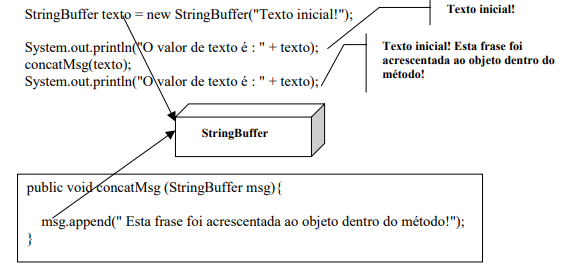 StringBuffer texto = new StringBuffer("Texto inicial!");
Texto inicial!
System.out.println("O valor de texto é : " + texto);
concatMsg(texto);
System.out.println("O valor de texto é : " + texto);
Texto inicial! Esta frase foi
acrescentada ao objeto dentro do
método!
StringBuffer
public void concatMsg (StringBuffer msg){
msg.append(" Esta frase foi acrescentada ao objeto dentro do método!");
}